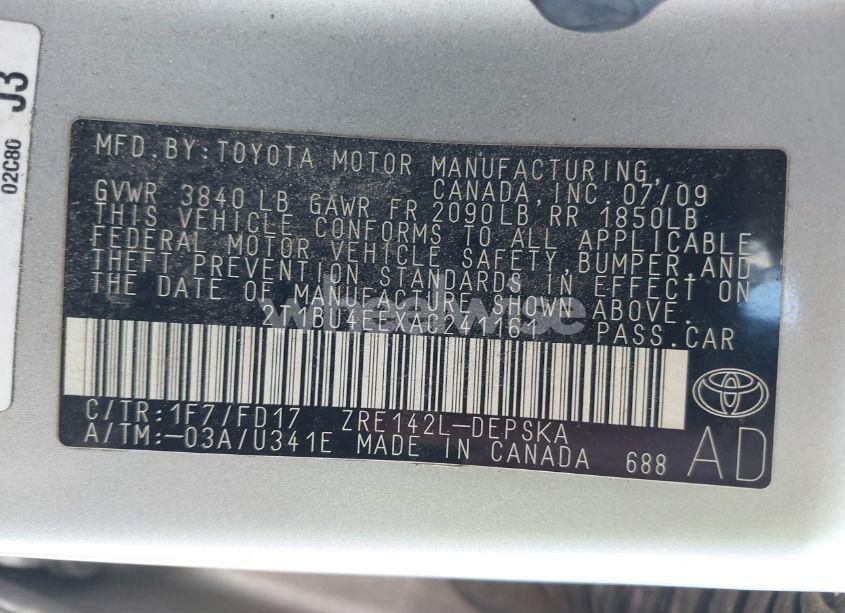 J3
02C80
MFD.BY:TOYOTA MOTOR MANUFACTURING,
CANADA, INC. 07/09
GVWR 3840LB GAWR FR 2090LB RR 1850LB
THIS VEHICLE CONFORMS TO ALL APPLICABLE
FEDERAL MOTOR VEHICLE SAFETY,BUMPER,AND
THEFT PREVENTION STANDARDS IN EFFECT ON
THE DATE OF MANUFACTURE SHOWN ABOVE.
2T1BU4EEXAC241161 PASS.CAR
wheelwise
C/TR:1F7/FD17 ZRE142L-DEPSKA
A/TM:-03A/U341E MADE IN CANADA 688
AD